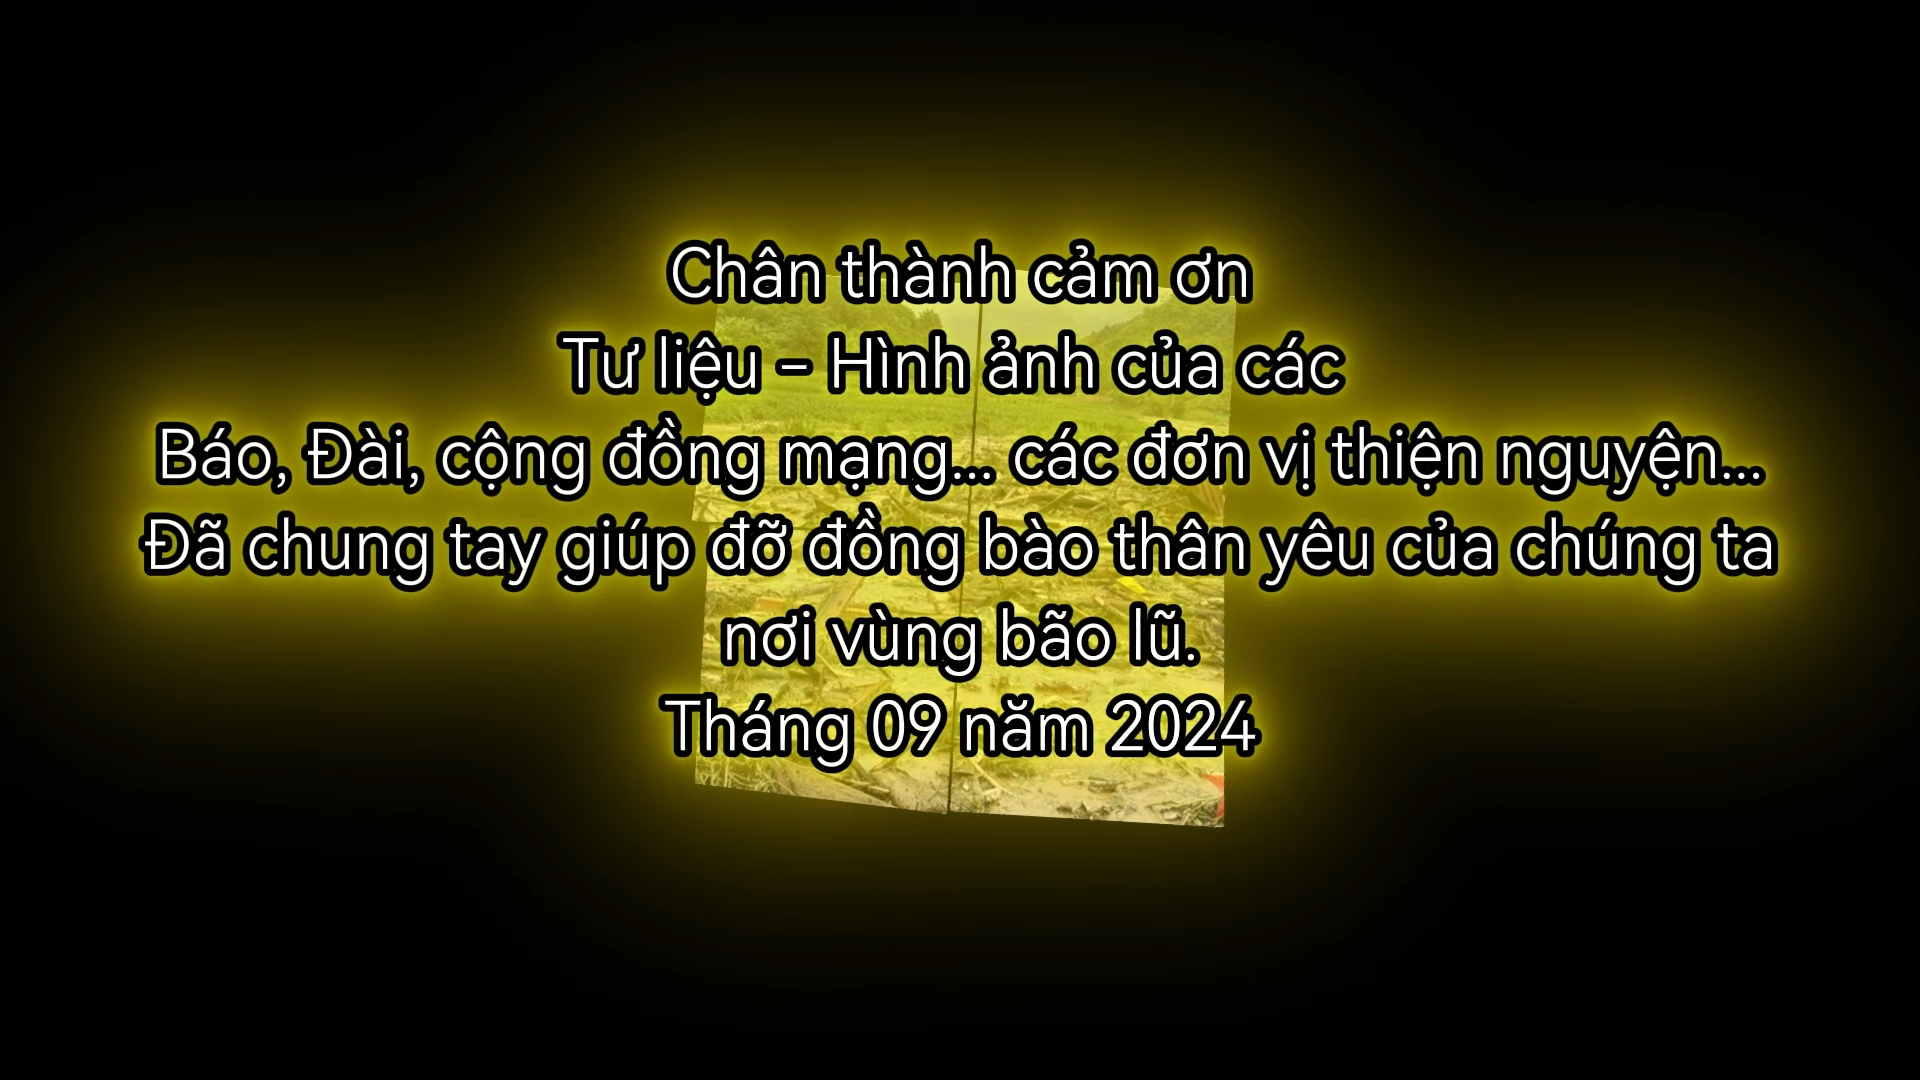 Chân thành cảm ơn
Tư liệu – Hình ảnh của các
Báo, Đài, cộng đồng mạng... các đơn vị thiện nguyện...
Đã chung tay giúp đỡ đồng bào thân yêu của chúng ta
nơi vùng bão lũ.
Tháng 09 năm 2024